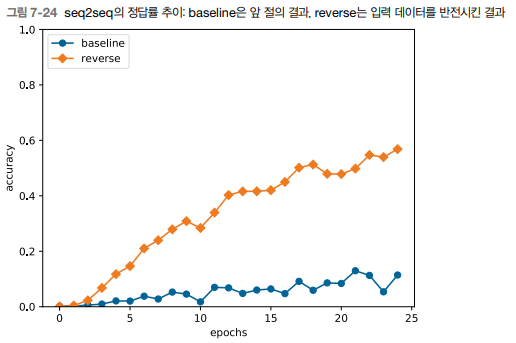 그림 7-24 seq2seq의 정답률 추이: baseline은 앞 절의 결과, reverse는 입력 데이터를 반전시킨 결과
1.0
baseline
reverse
0.8
0.6
accuracy
0.4
0.2
0.0
0 5 10 15 20 25
epochs